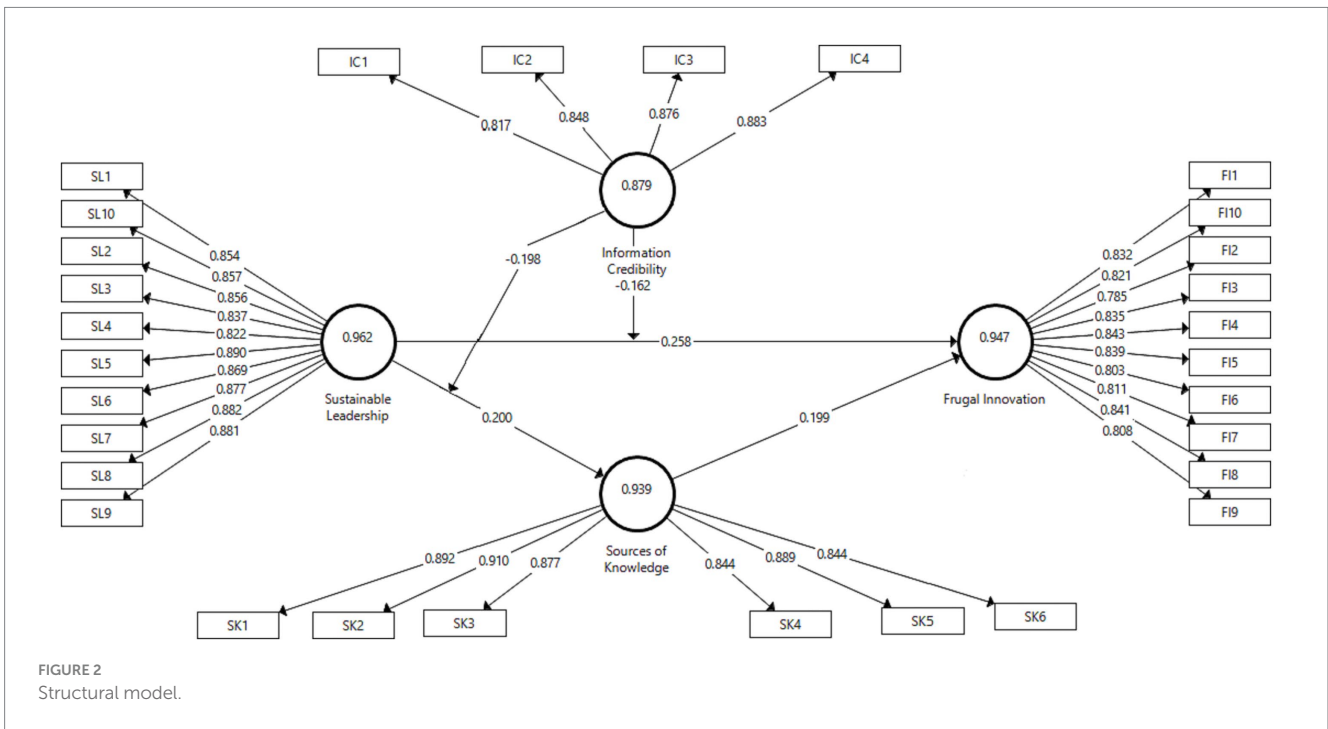 IC1
IC2
IC3
IC4
0.817
0.848
0.876
0.883
0.879
Information
Credibility
-0.198
-0.162
SL1
SL10
SL2
SL3
SL4
SL5
SL6
SL7
SL8
SL9
0.854
0.857
0.856
0.837
0.822
0.890
0.869
0.877
0.882
0.881
0.962
Sustainable
Leadership
0.258
0.200
0.199
0.947
Frugal Innovation
0.832
0.821
0.785
0.835
0.843
0.839
0.803
0.811
0.841
0.808
FI1
FI10
FI2
FI3
FI4
FI5
FI6
FI7
FI8
FI9
0.939
Sources of
Knowledge
0.892
0.910
0.877
0.844
0.889
0.844
SK1
SK2
SK3
SK4
SK5
SK6
FIGURE 2
Structural model.